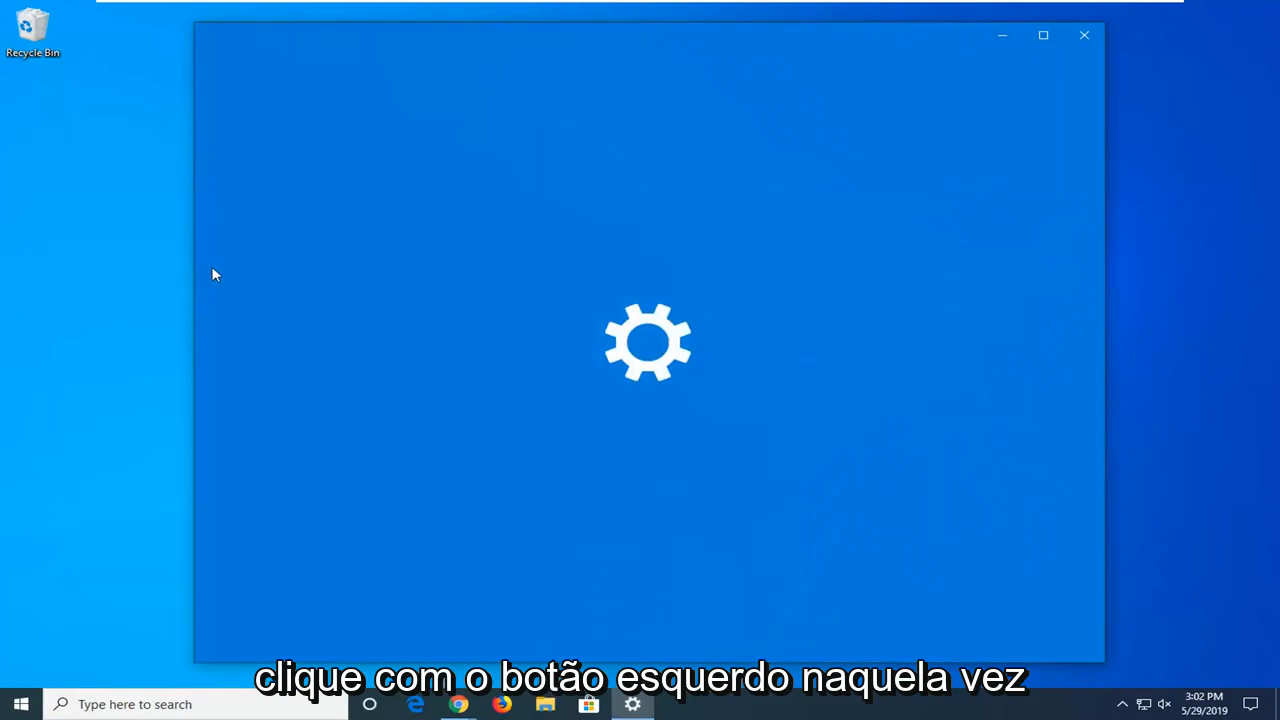 Recycle Bin
clique com o botão esquerdo naquela vez
Type here to search
3:02 PM
5/29/2019